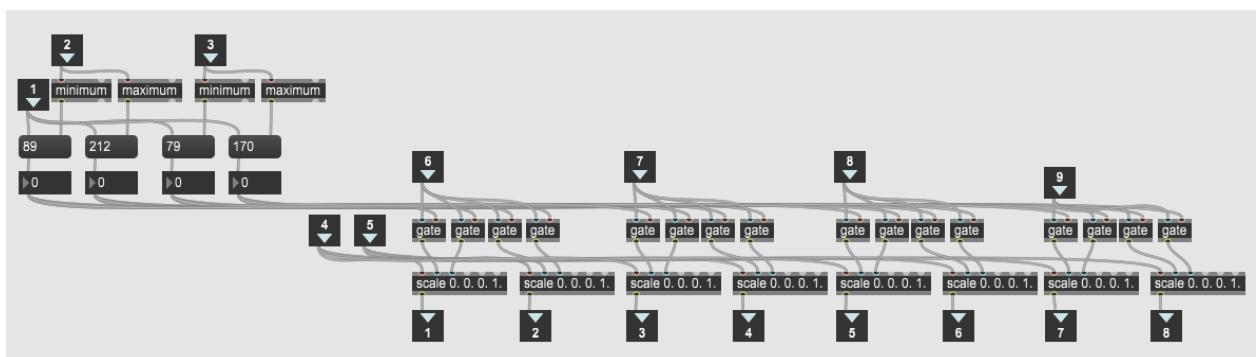 2 3
1 minimum maximum minimum maximum
89 212 79 170
0 0 0 0
6 7 8 9
4 5
gate gate gate gate gate gate gate gate gate gate gate gate gate gate gate gate
scale 0. 0. 0. 1. scale 0. 0. 0. 1. scale 0. 0. 0. 1. scale 0. 0. 0. 1. scale 0. 0. 0. 1. scale 0. 0. 0. 1. scale 0. 0. 0. 1. scale 0. 0. 0. 1.
1 2 3 4 5 6 7 8